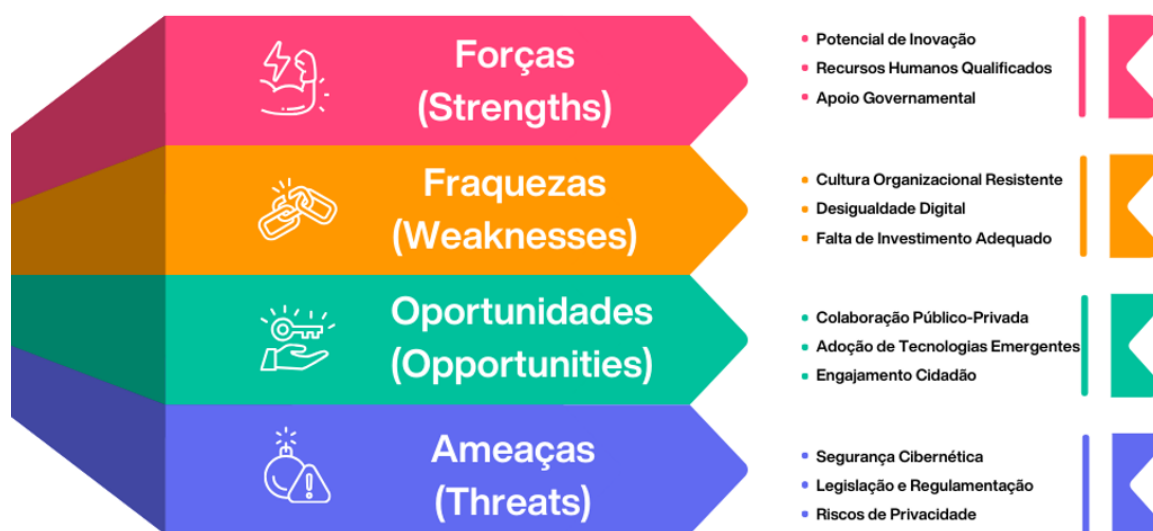 Forças
(Strengths)
• Potencial de Inovação
• Recursos Humanos Qualificados
• Apoio Governamental
Fraquezas
(Weaknesses)
• Cultura Organizacional Resistente
• Desigualdade Digital
• Falta de Investimento Adequado
Oportunidades
(Opportunities)
• Colaboração Público-Privada
• Adoção de Tecnologias Emergentes
• Engajamento Cidadão
Ameaças
(Threats)
• Segurança Cibernética
• Legislação e Regulamentação
• Riscos de Privacidade